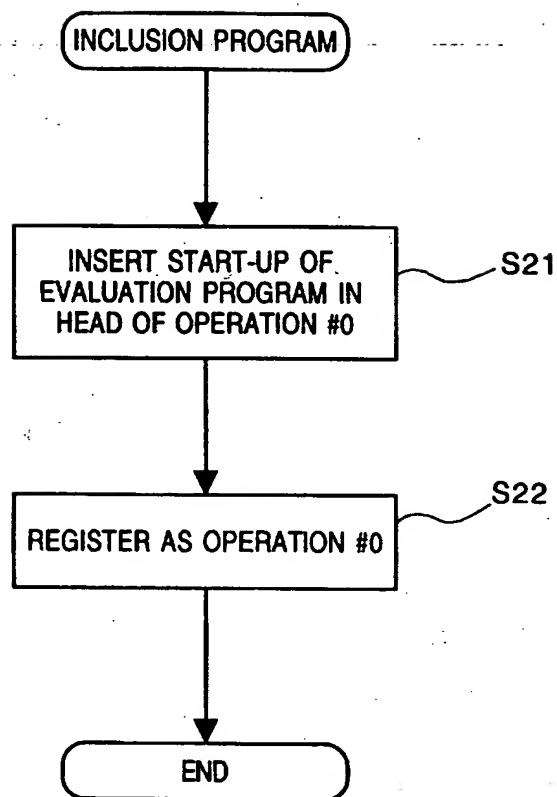 INCLUSION PROGRAM
INSERT START-UP OF
EVALUATION PROGRAM IN
HEAD OF OPERATION #0
S21
REGISTER AS OPERATION #0
S22
END